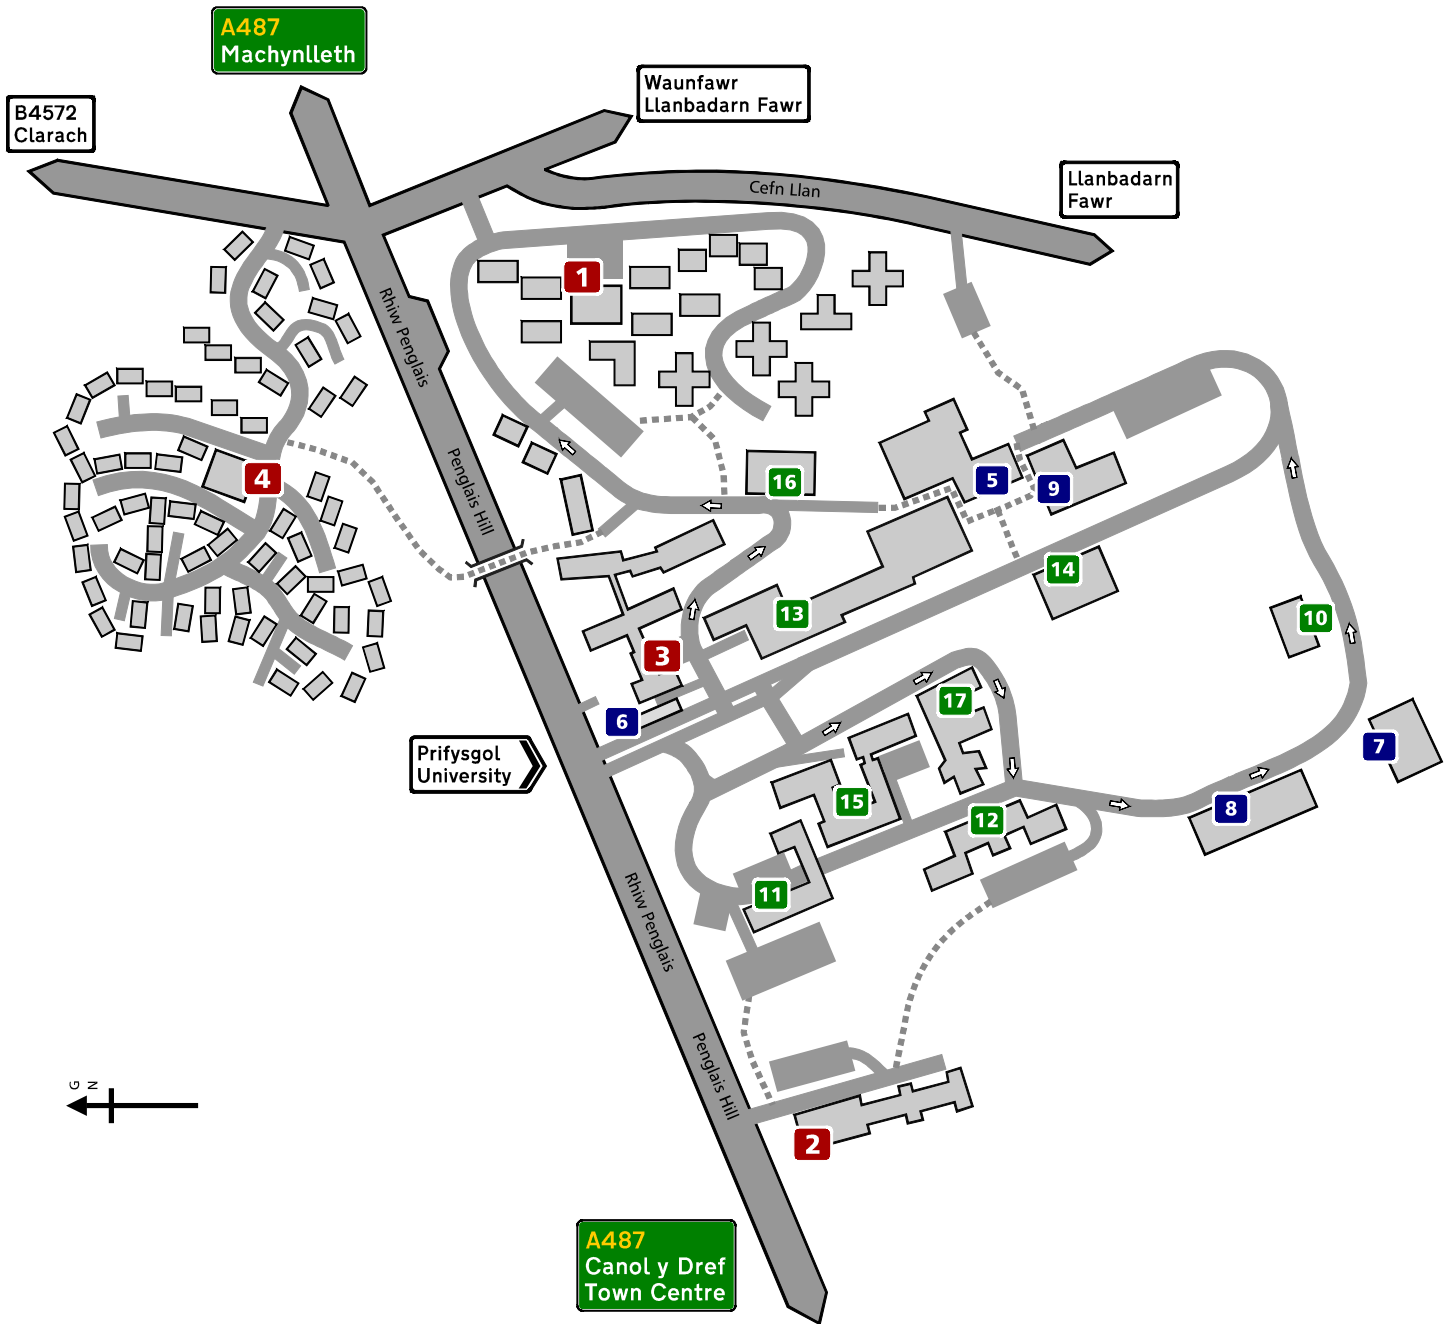 A487
Machynlleth
Waunfawr
Llanbadarn Fawr
B4572
Clarach
Llanbadarn
Fawr
Cefn Llan
1
Rhiw Penglais
4
Penglais Hill
16
5
9
14
13
10
3
17
6
7
Prifysgol
University
15
8
12
11
Rhiw Penglais
Penglais Hill
G
N
2
A487
Canol y Dref
Town Centre